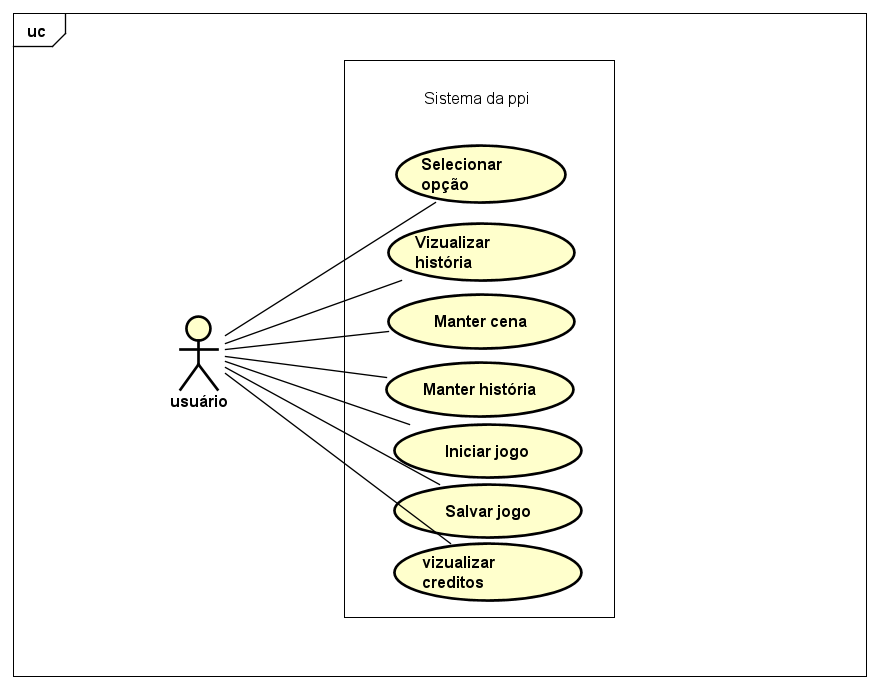 uc
Sistema da ppi
Selecionar
opção
Vizualizar
história
Manter cena
Manter história
usuário
Iniciar jogo
Salvar jogo
vizualizar
creditos